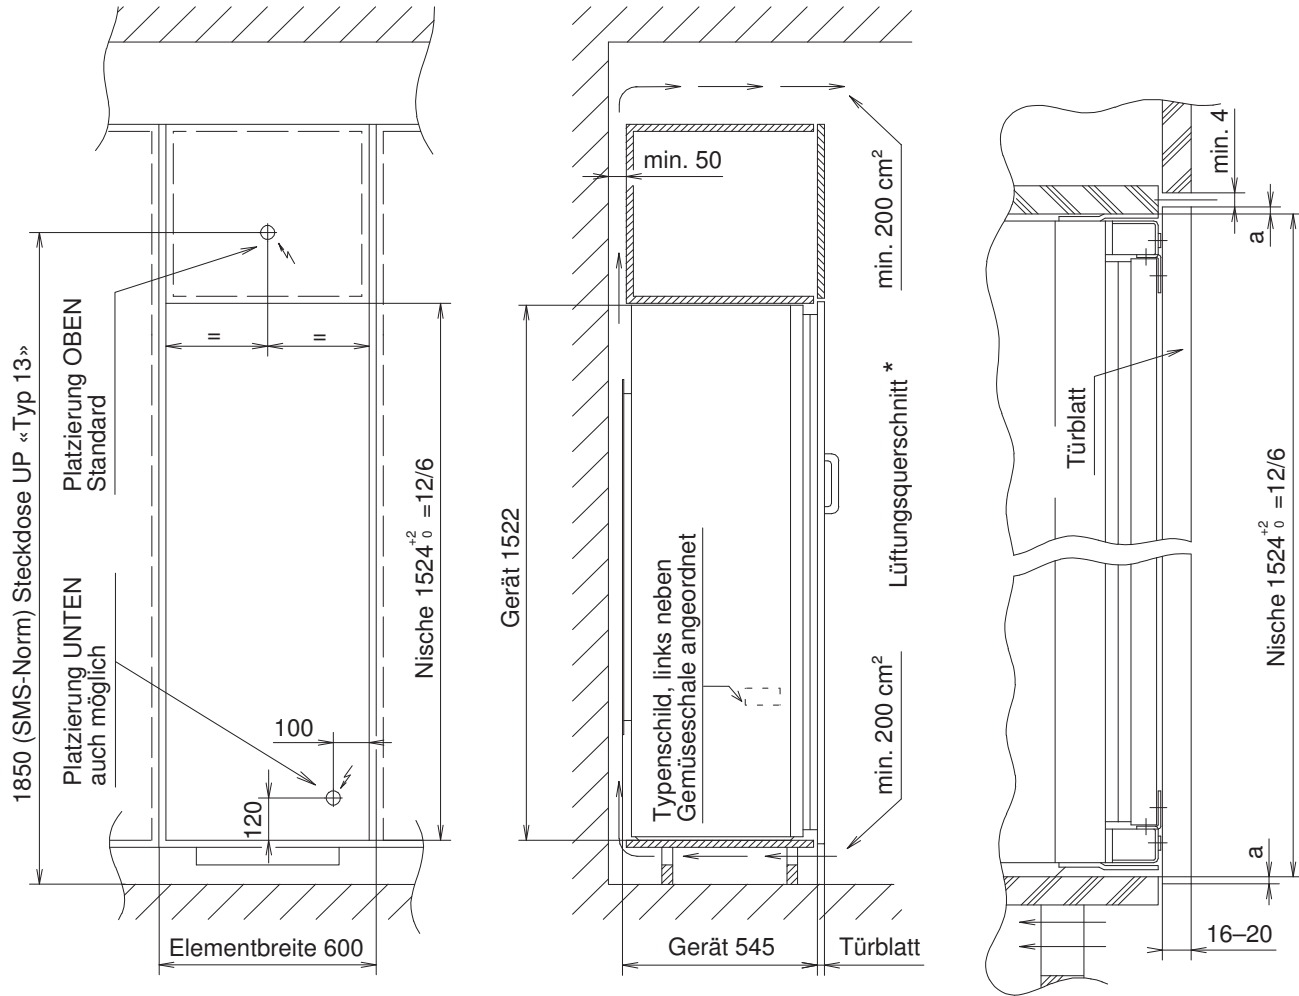 1850 (SMS-Norm) Steckdose UP «Typ 13»
Platzierung OBEN
Standard
Platzierung UNTEN
auch möglich
=
=
100
120
Nische 1524 +2 0 =12/6
Elementbreite 600
min. 50
min. 200 cm²
Gerät 1522
Typenschild, links neben
Gemüseschale angeordnet
Lüftungsquerschnitt *
min. 200 cm²
Gerät 545
Türblatt
min. 4
a
Türblatt
Nische 1524 +2 0 =12/6
a
16–20